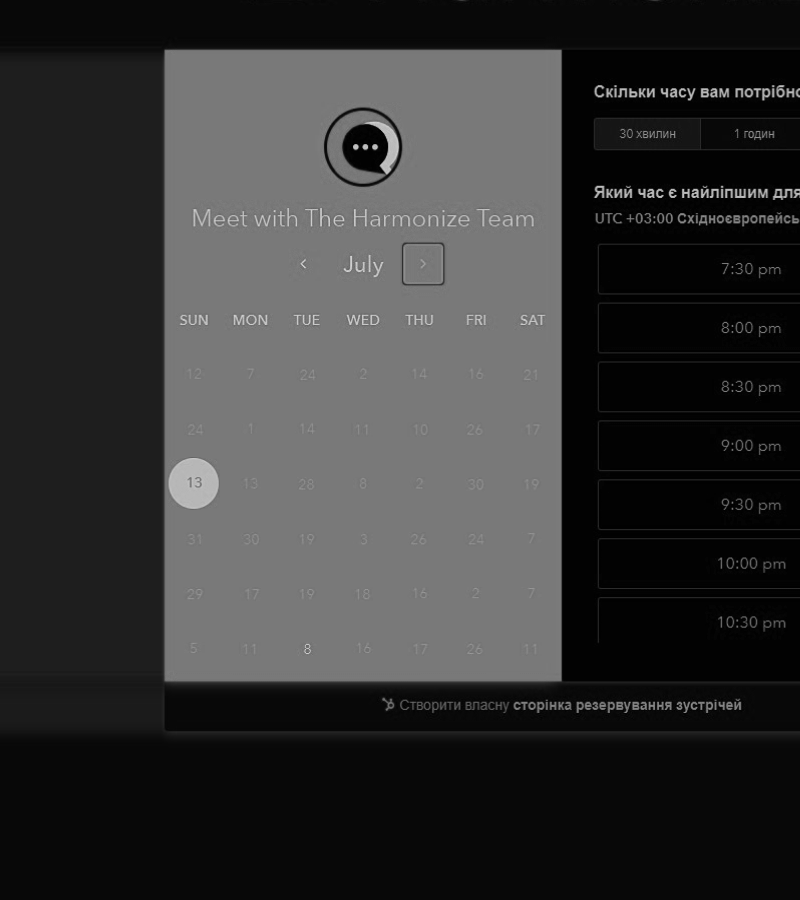 Meet with The Harmonize Team
July
SUN MON TUE WED THU FRI SAT
12 7 24 2 14 16 21
24 1 14 11 10 26 17
13 13 28 8 2 30 19
31 30 19 3 26 24 7
29 17 19 18 16 2 7
5 11 8 16 17 26 11
Скільки часу вам потрібно
30 хвилин 1 годин
Який час є найліпшим для
UTC +03:00 Східноєвропейсь
7:30 pm
8:00 pm
8:30 pm
9:00 pm
9:30 pm
10:00 pm
10:30 pm
Створити власну сторінка резервування зустрічей